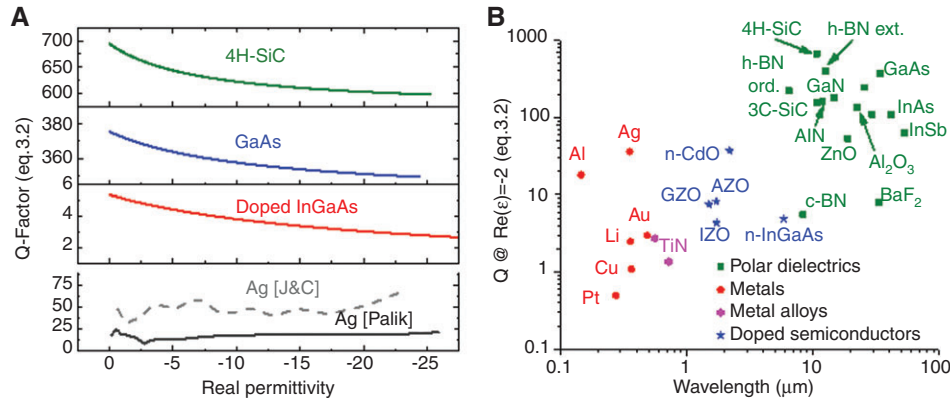 A
Q-Factor (eq.3.2)
700
650
600
4H-SiC
380
360
GaAs
6
4
2
Doped InGaAs
75
50
25
0
Ag [J&C]
Ag [Palik]
0 -5 -10 -15 -20 -25
Real permittivity
B
Q @ Re(ε)=-2 (eq.3.2)
1000
100
10
1
0.1
4H-SiC
h-BN ext.
h-BN
ord.
GaN
GaAs
3C-SiC
InAs
AlN
InSb
ZnO
Al2O3
Ag
n-CdO
Al
GZO
AZO
c-BN
BaF2
Au
Li
TiN
IZO
n-InGaAs
Cu
Pt
Polar dielectrics
Metals
Metal alloys
Doped semiconductors
0.1 1 10 100
Wavelength (μm)